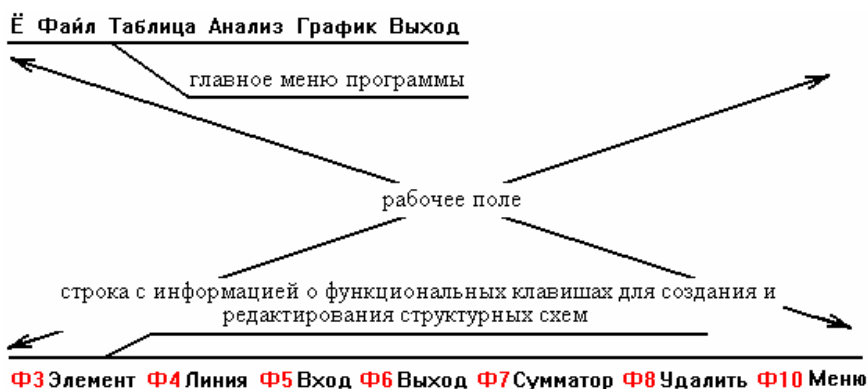 Ё Файл Таблица Анализ График Выход
главное меню программы
рабочее поле
строка с информацией о функциональных клавишах для создания и
редактирования структурных схем
Ф3 Элемент Ф4 Линия Ф5 Вход Ф6 Выход Ф7 Сумматор Ф8 Удалить Ф10 Меню